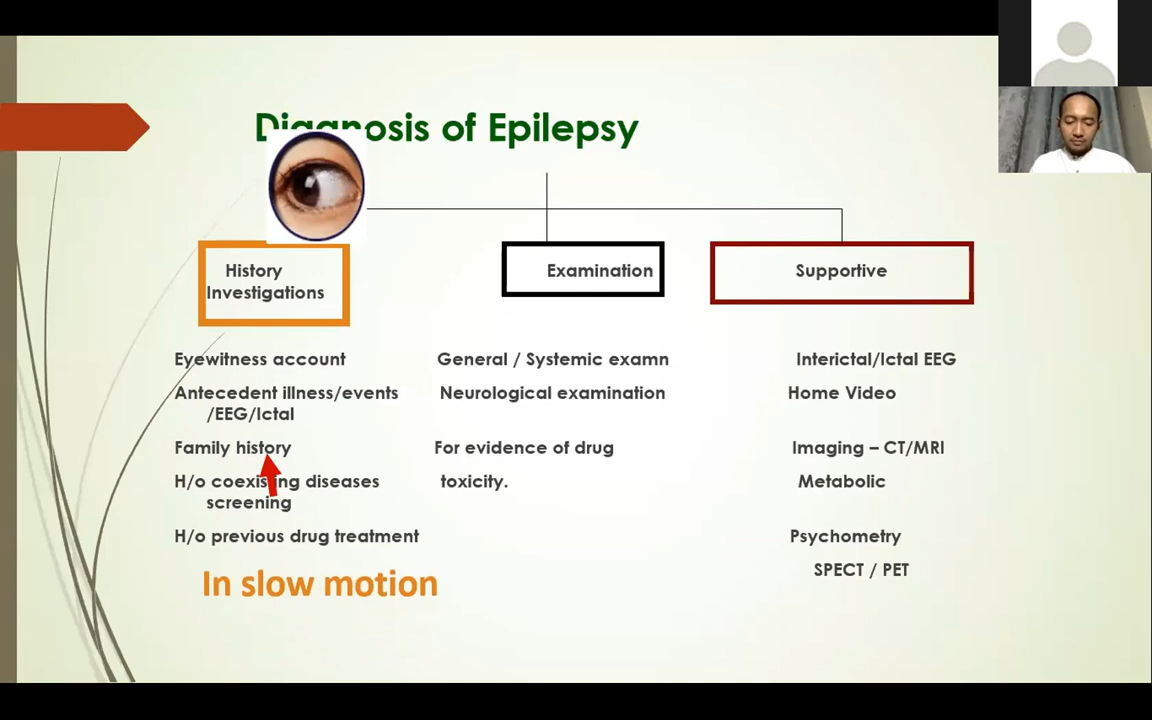 Diagnosis of Epilepsy
History
Investigations
Examination
Supportive
Eyewitness account
General / Systemic examn
Interictal/Ictal EEG
Antecedent illness/events
/EEG/Ictal
Neurological examination
Home Video
Family history
For evidence of drug
Imaging – CT/MRI
H/o coexisting diseases
screening
toxicity.
Metabolic
H/o previous drug treatment
Psychometry
SPECT / PET
In slow motion